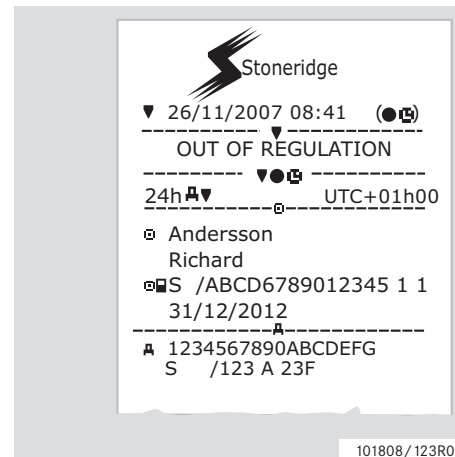 Stoneridge
26/11/2007 08:41 (●)
OUT OF REGULATION
24h UTC+01h00
Andersson
Richard
S /ABCD6789012345 1 1
31/12/2012
1234567890ABCDEFG
S /123 A 23F
101808/123R0